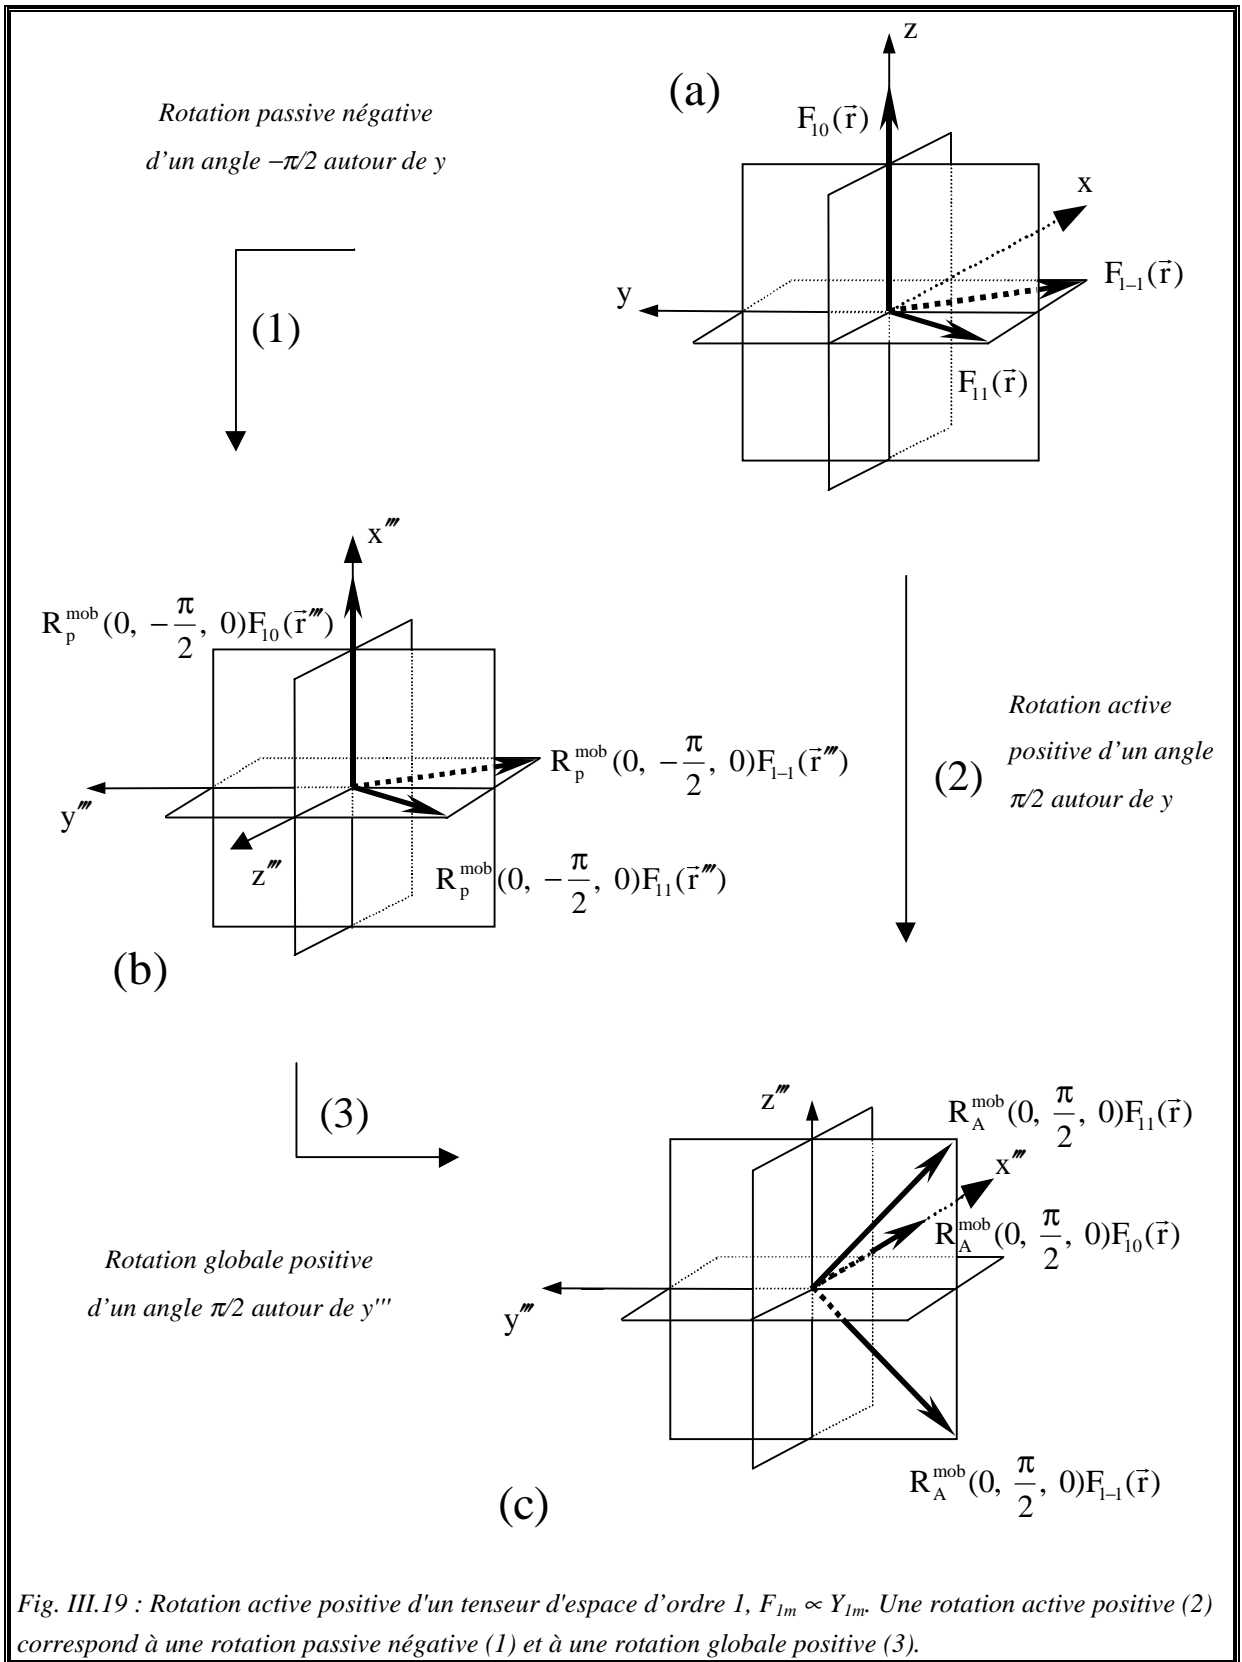 Rotation passive négative
d'un angle −π/2 autour de y
(1)
(a)
z
F₁₀(r⃗)
x
F₁₋₁(r⃗)
y
F₁₁(r⃗)
x‴
R_p^mob(0, −π/2, 0)F₁₀(r⃗‴)
R_p^mob(0, −π/2, 0)F₁₋₁(r⃗‴)
y‴
z‴
R_p^mob(0, −π/2, 0)F₁₁(r⃗‴)
(b)
(2)
Rotation active
positive d'un angle
π/2 autour de y
(3)
Rotation globale positive
d'un angle π/2 autour de y'''
z‴
R_A^mob(0, π/2, 0)F₁₁(r⃗)
x‴
R_A^mob(0, π/2, 0)F₁₀(r⃗)
y‴
R_A^mob(0, π/2, 0)F₁₋₁(r⃗)
(c)
Fig. III.19 : Rotation active positive d'un tenseur d'espace d'ordre 1, F₁ₘ ∝ Y₁ₘ. Une rotation active positive (2)
correspond à une rotation passive négative (1) et à une rotation globale positive (3).